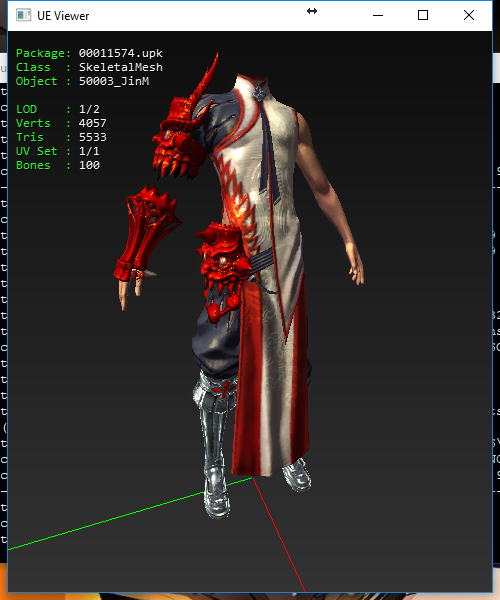 UE Viewer
Package: 00011574.upk
Class : SkeletalMesh
Object : 50003_JinM
LOD : 1/2
Verts : 4057
Tris : 5533
UV Set : 1/1
Bones : 100